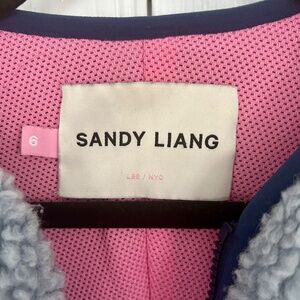 6
SANDY LIANG
LES / NYC